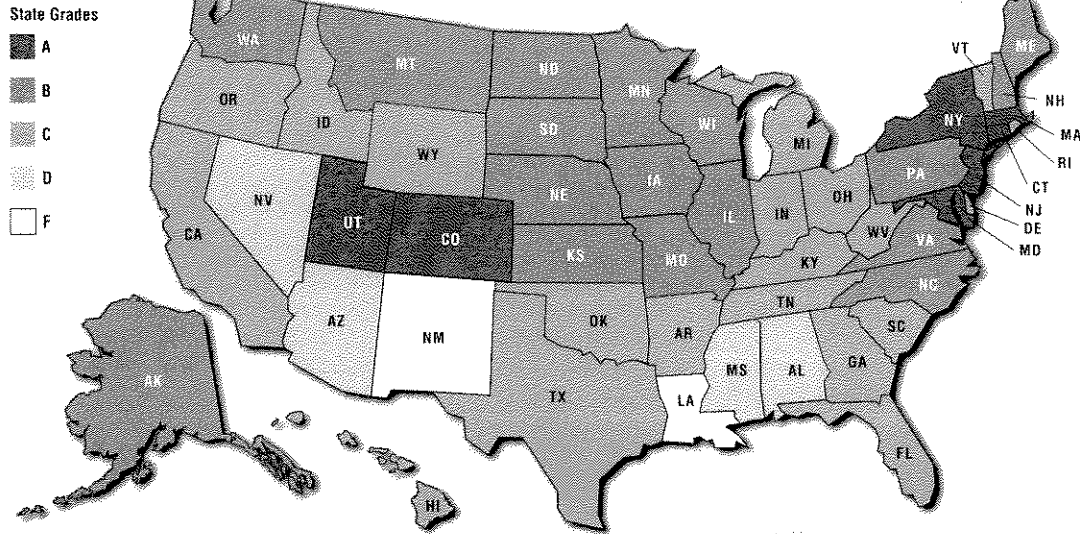 State Grades
A
B
C
D
F
WA
OR
CA
NV
ID
MT
WY
UT
CO
AZ
NM
ND
SD
NE
KS
OK
TX
MN
IA
MO
AR
LA
WI
IL
MI
IN
OH
KY
TN
MS
AL
GA
FL
SC
NC
VA
WV
PA
NY
VT
ME
NH
MA
RI
CT
NJ
DE
MD
AK
HI